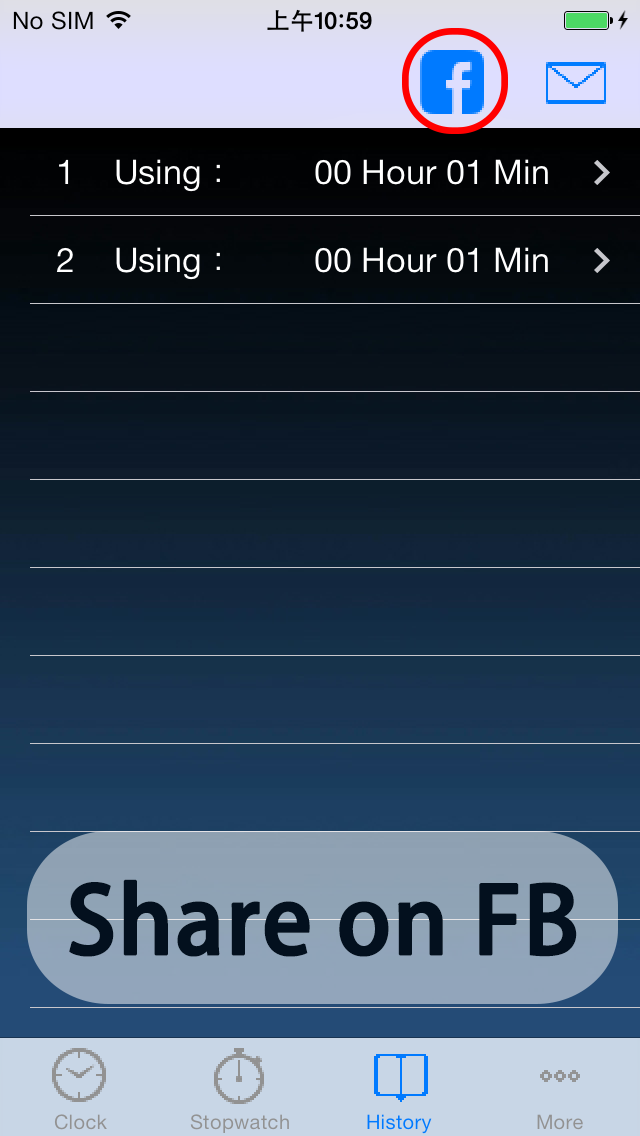 No SIM 上午10:59
1 Using： 00 Hour 01 Min
2 Using： 00 Hour 01 Min
Share on FB
Clock Stopwatch History More